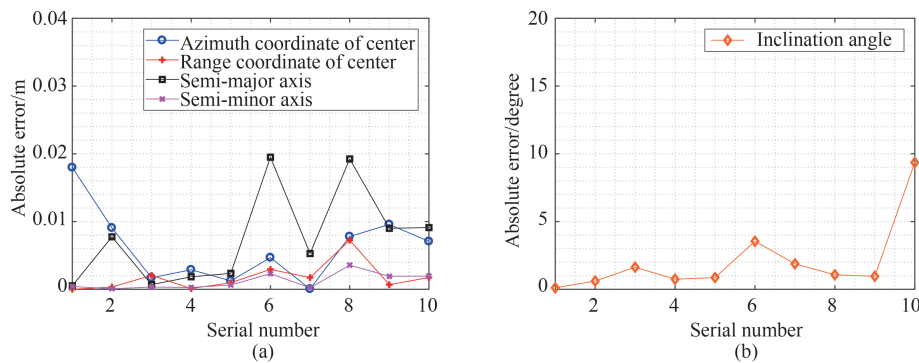 0.04
0.03
0.02
0.01
0
Absolute error/m
Azimuth coordinate of center
Range coordinate of center
Semi-major axis
Semi-minor axis
2 4 6 8 10
Serial number
(a)
20
15
10
5
0
Absolute error/degree
Inclination angle
2 4 6 8 10
Serial number
(b)